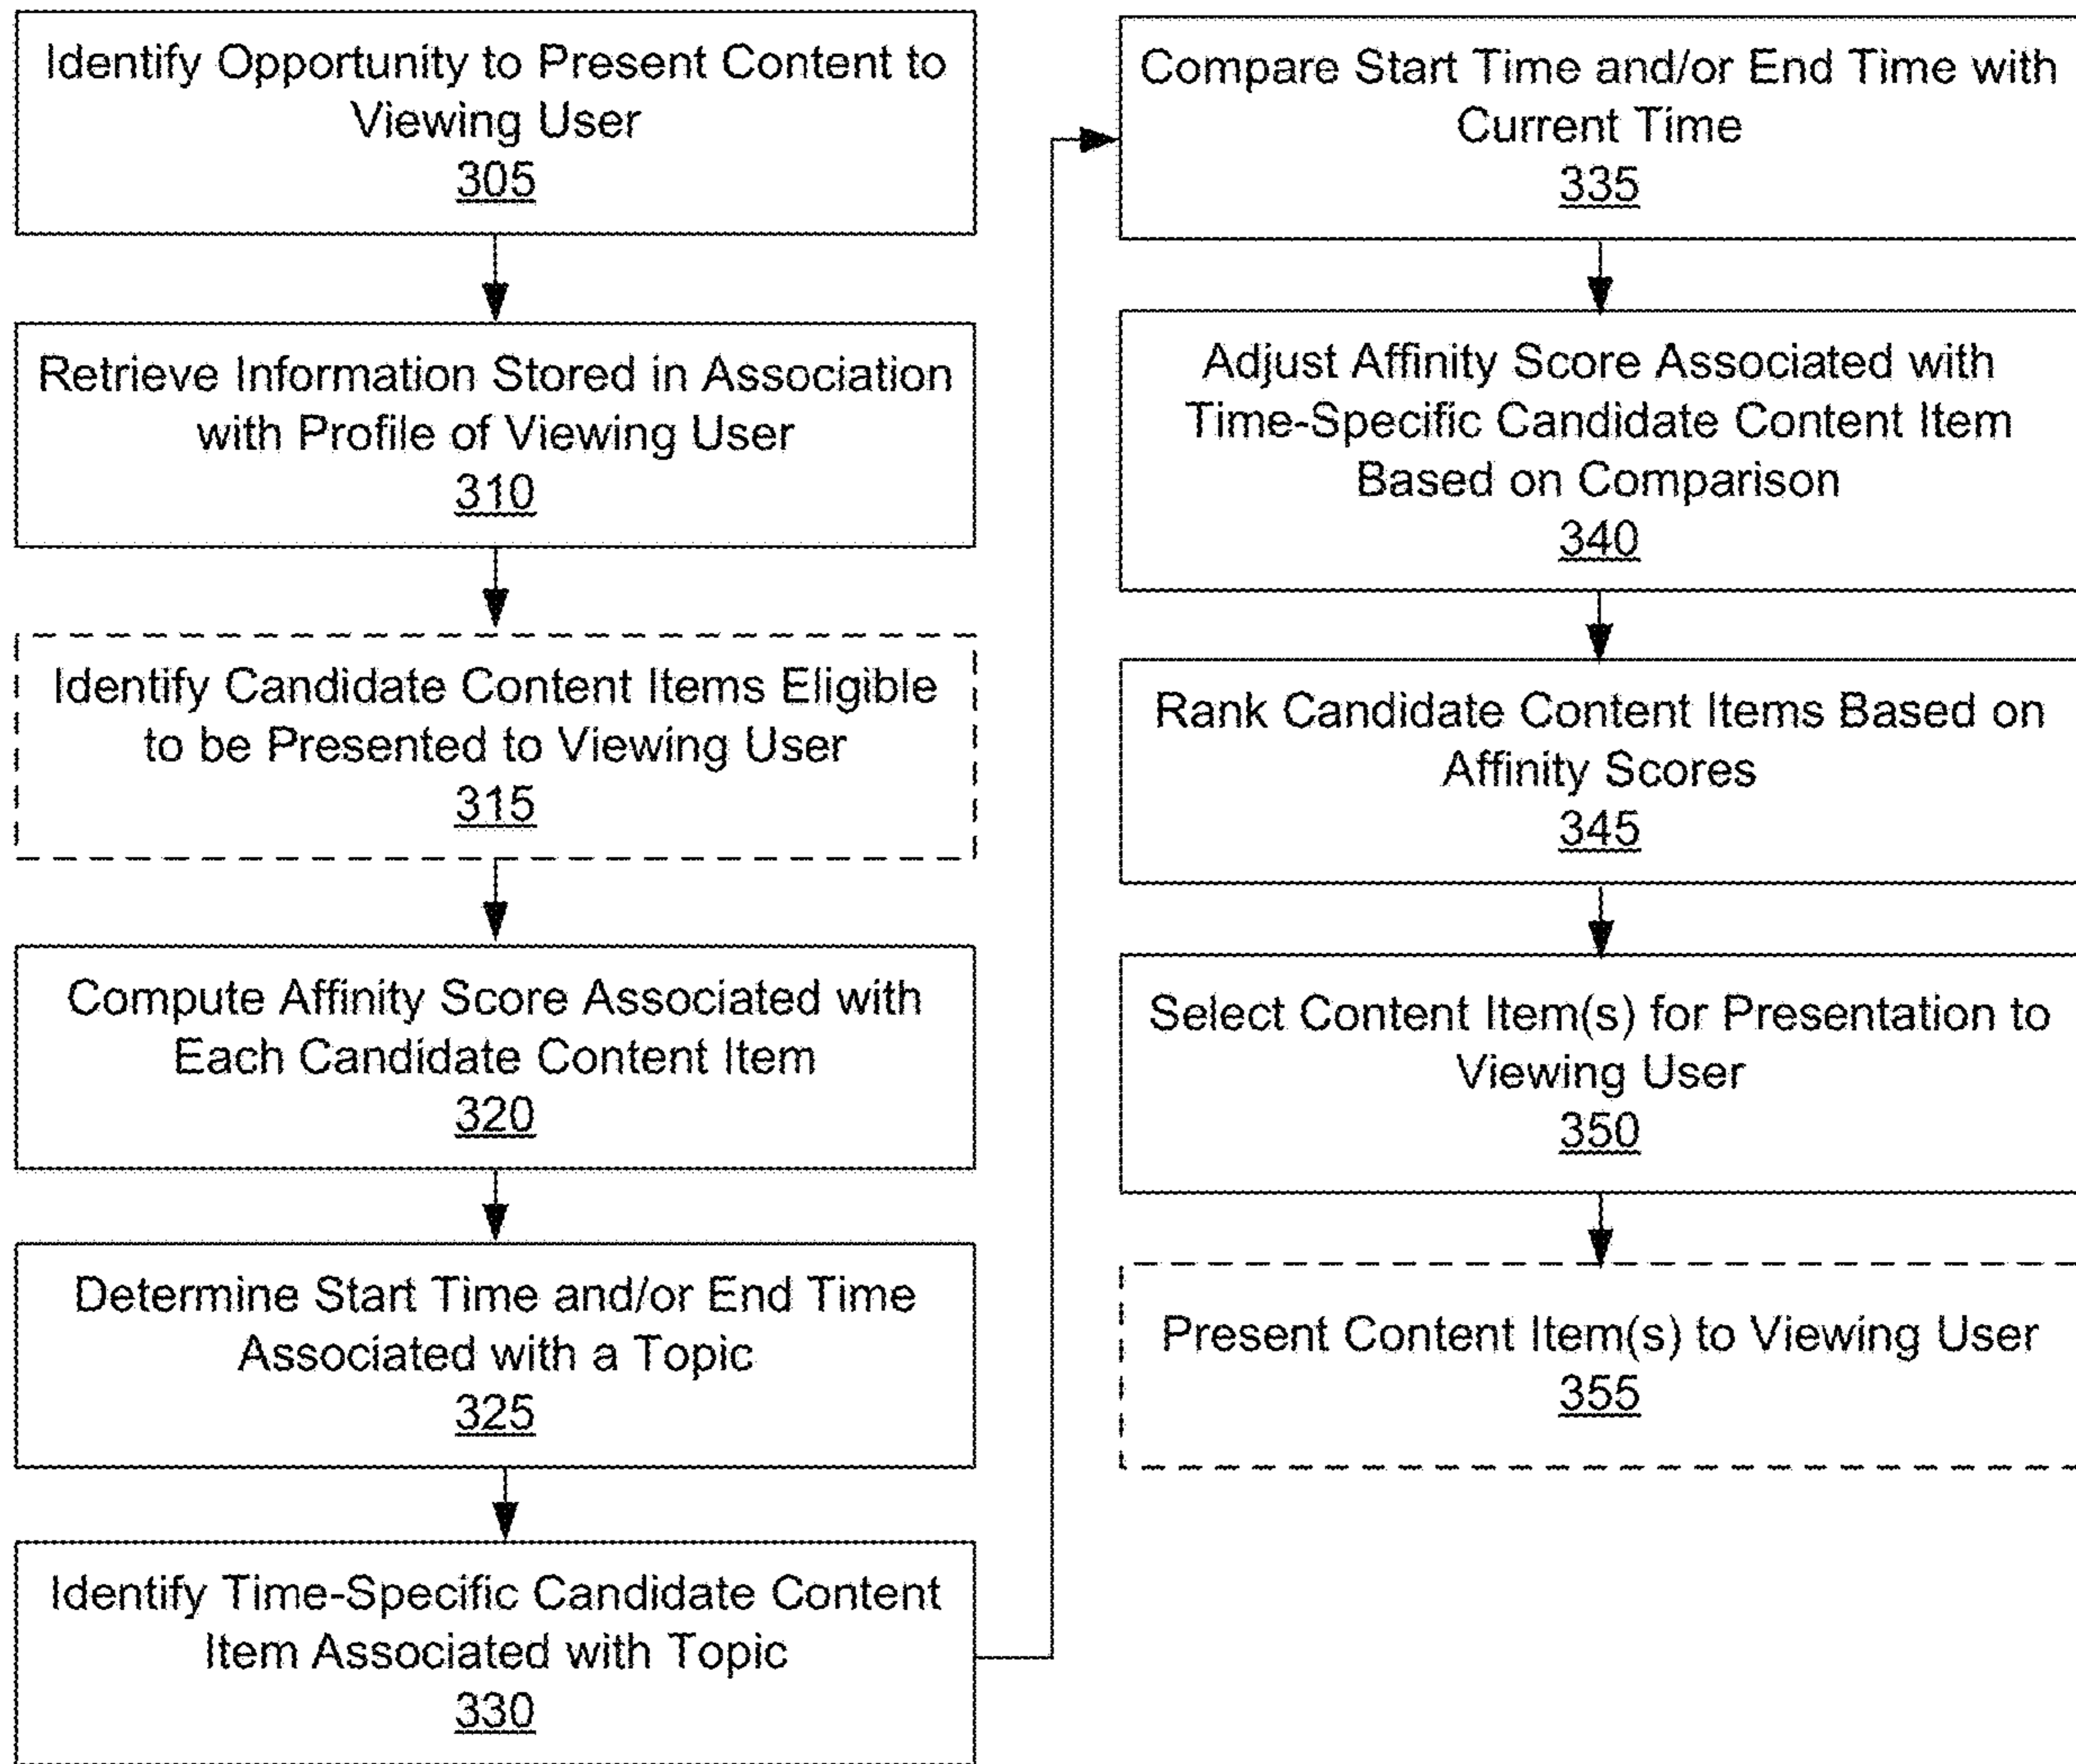 Identify Opportunity to Present Content to
Viewing User
305
Retrieve Information Stored in Association
with Profile of Viewing User
310
Identify Candidate Content Items Eligible
to be Presented to Viewing User
315
Compute Affinity Score Associated with
Each Candidate Content Item
320
Determine Start Time and/or End Time
Associated with a Topic
325
Identify Time-Specific Candidate Content
Item Associated with Topic
330
Compare Start Time and/or End Time with
Current Time
335
Adjust Affinity Score Associated with
Time-Specific Candidate Content Item
Based on Comparison
340
Rank Candidate Content Items Based on
Affinity Scores
345
Select Content Item(s) for Presentation to
Viewing User
350
Present Content Item(s) to Viewing User
355